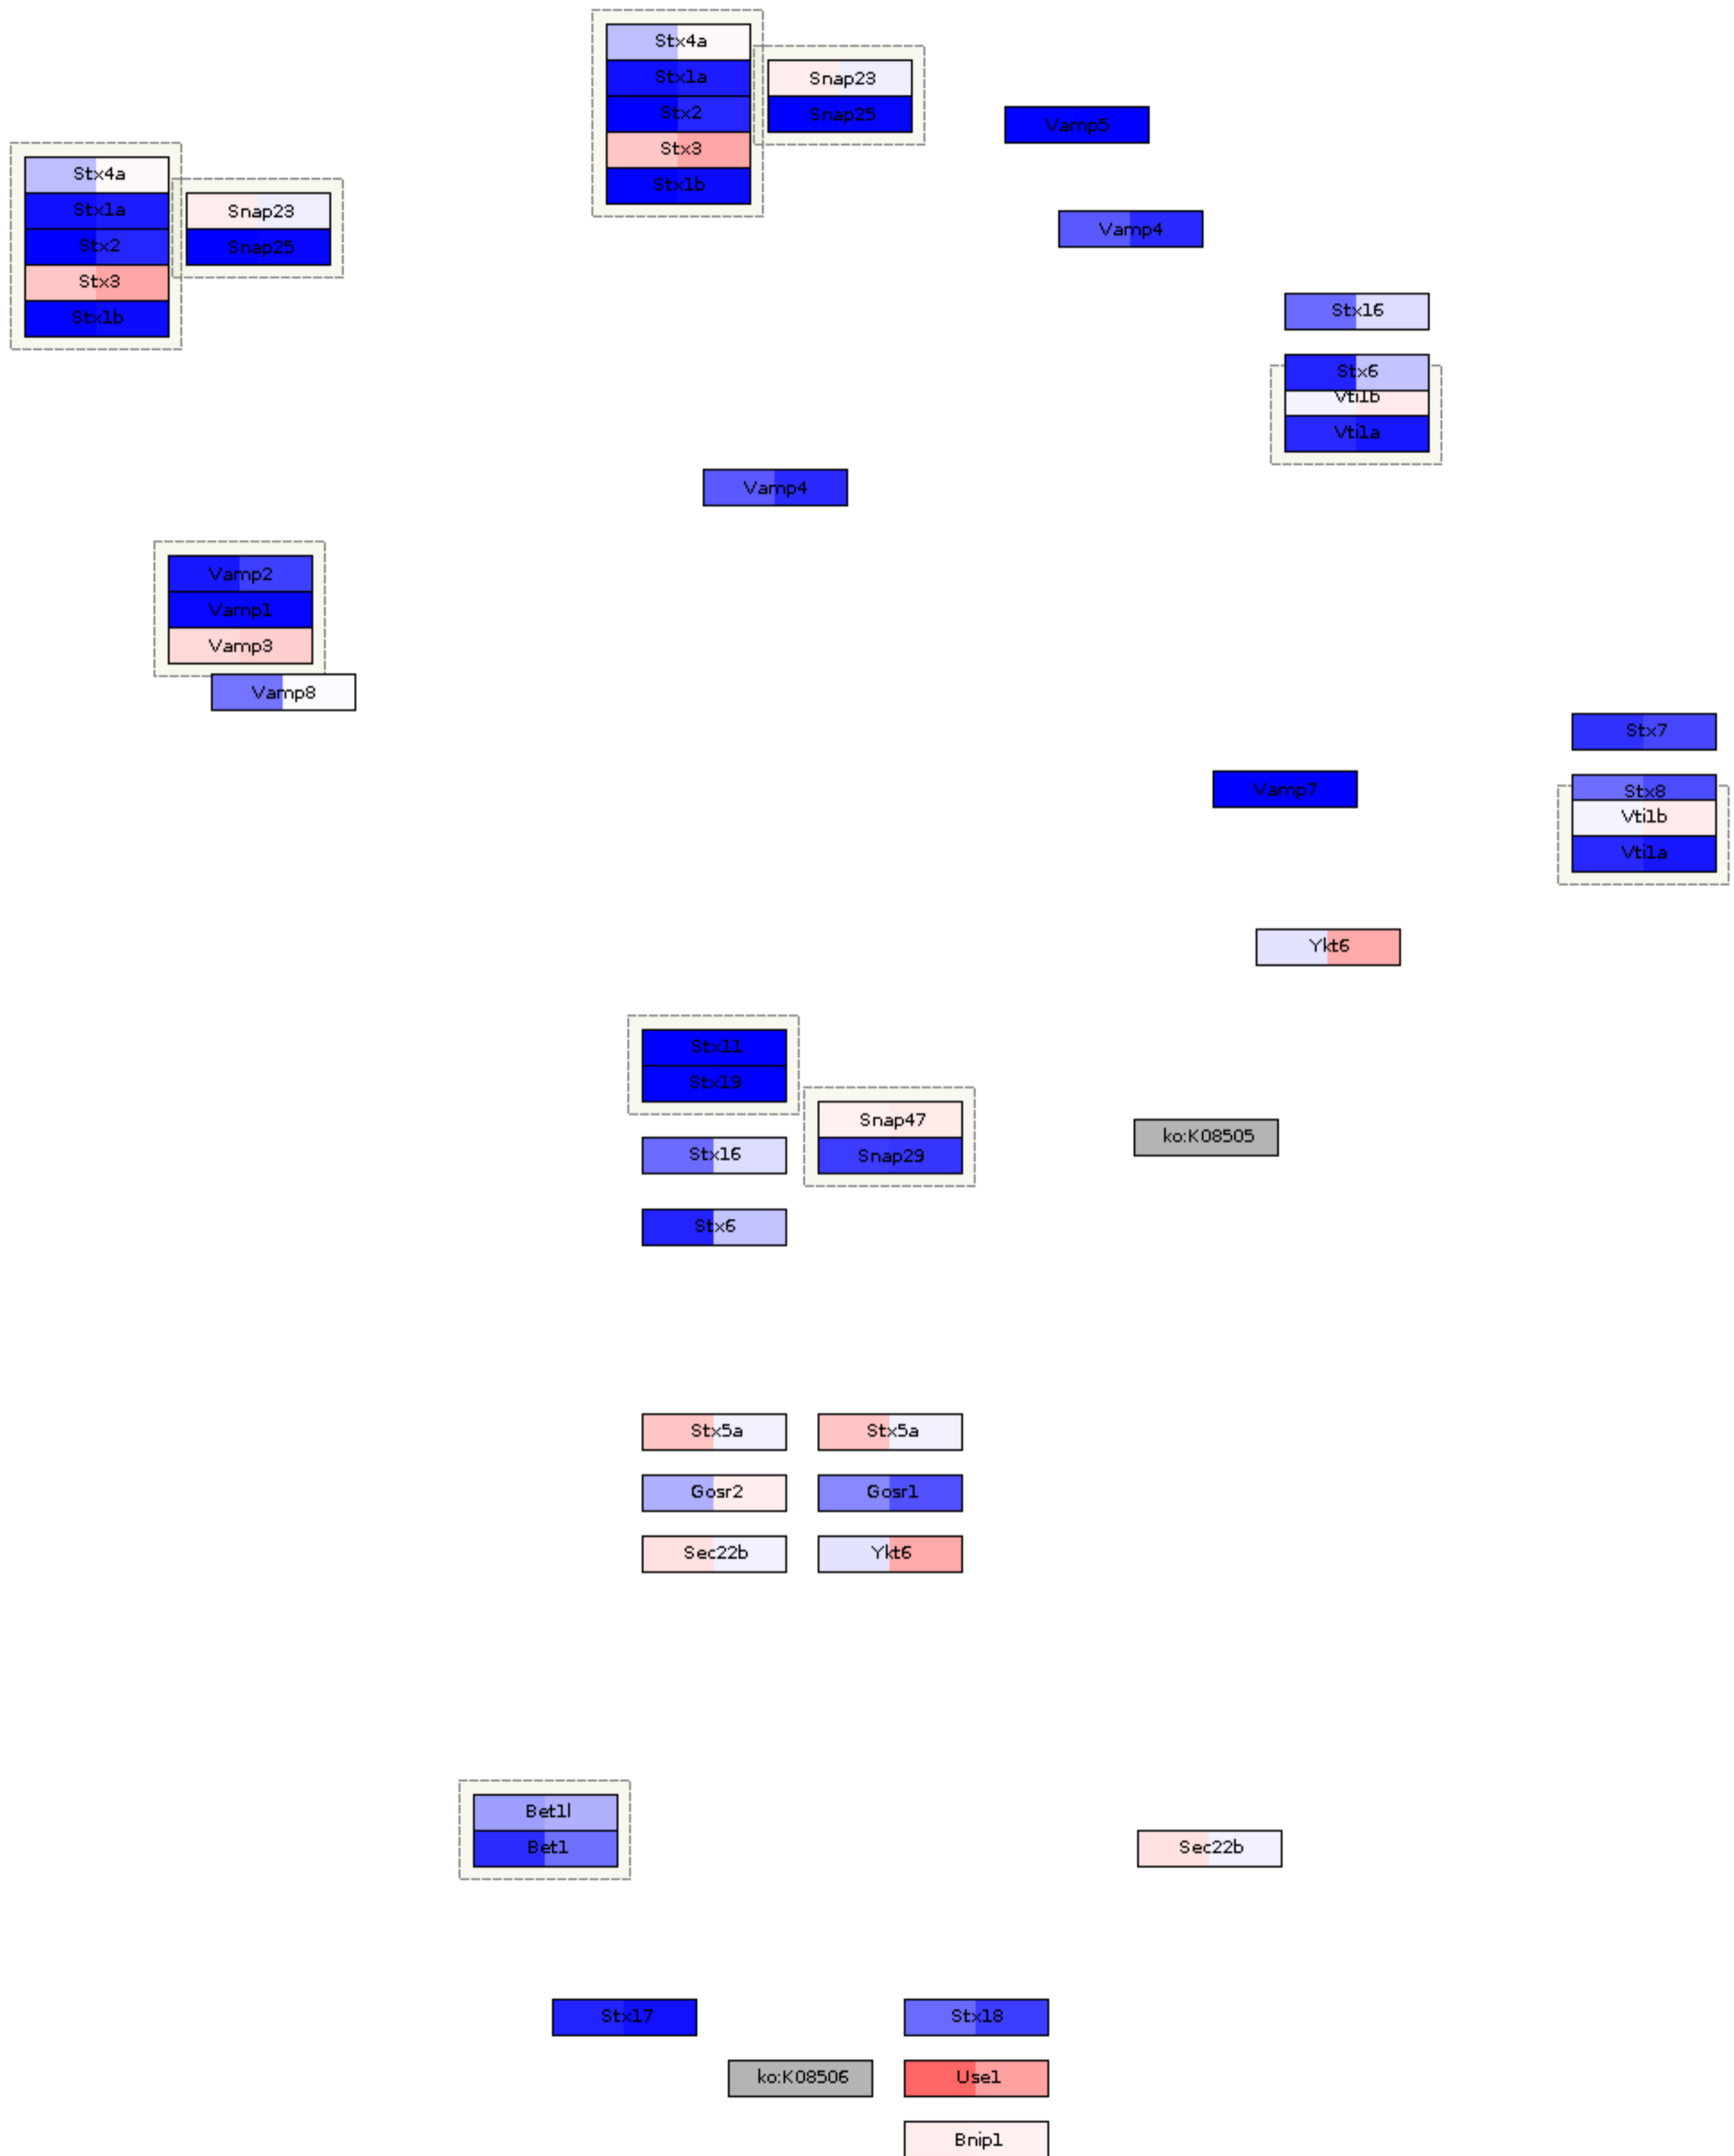 Stx4a
Stx1a
Stx2
Stx3
Stx1b
Snap23
Snap25
Vamp5
Vamp4
Stx4a
Stx1a
Stx2
Stx3
Stx1b
Snap23
Snap25
Stx16
Stx6
Vti1b
Vti1a
Vamp4
Vamp2
Vamp1
Vamp3
Vamp8
Stx7
Stx8
Vti1b
Vti1a
Vamp7
Ykt6
Stx11
Stx19
Snap47
Snap29
Stx16
Stx6
ko:K08505
Stx5a
Stx5a
Gosr2
Gosr1
Sec22b
Ykt6
Bet1l
Bet1
Sec22b
Stx17
Stx18
ko:K08506
Use1
Bnip1